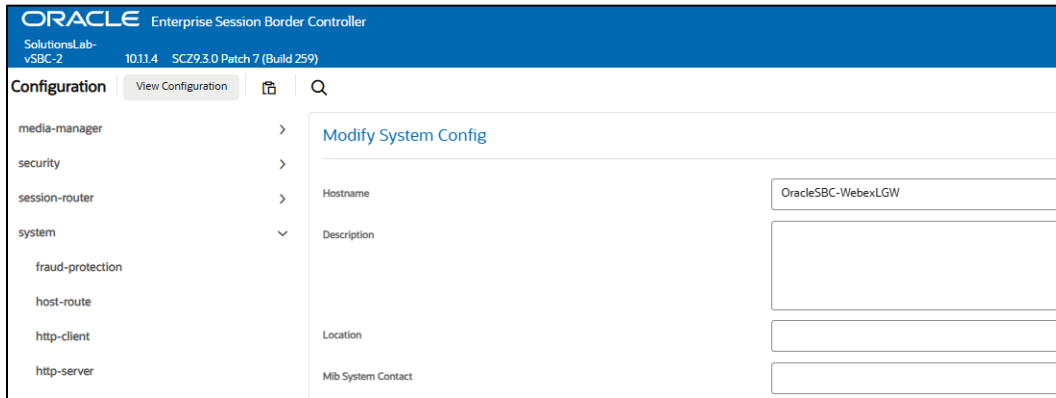 ORACLE Enterprise Session Border Controller
SolutionsLab-
vSBC-2 10.1.1.4 SCZ9.3.0 Patch 7 (Build 259)
Configuration View Configuration
media-manager
security
session-router
system
fraud-protection
host-route
http-client
http-server
Modify System Config
Hostname OracleSBC-WebexLGW
Description
Location
Mib System Contact